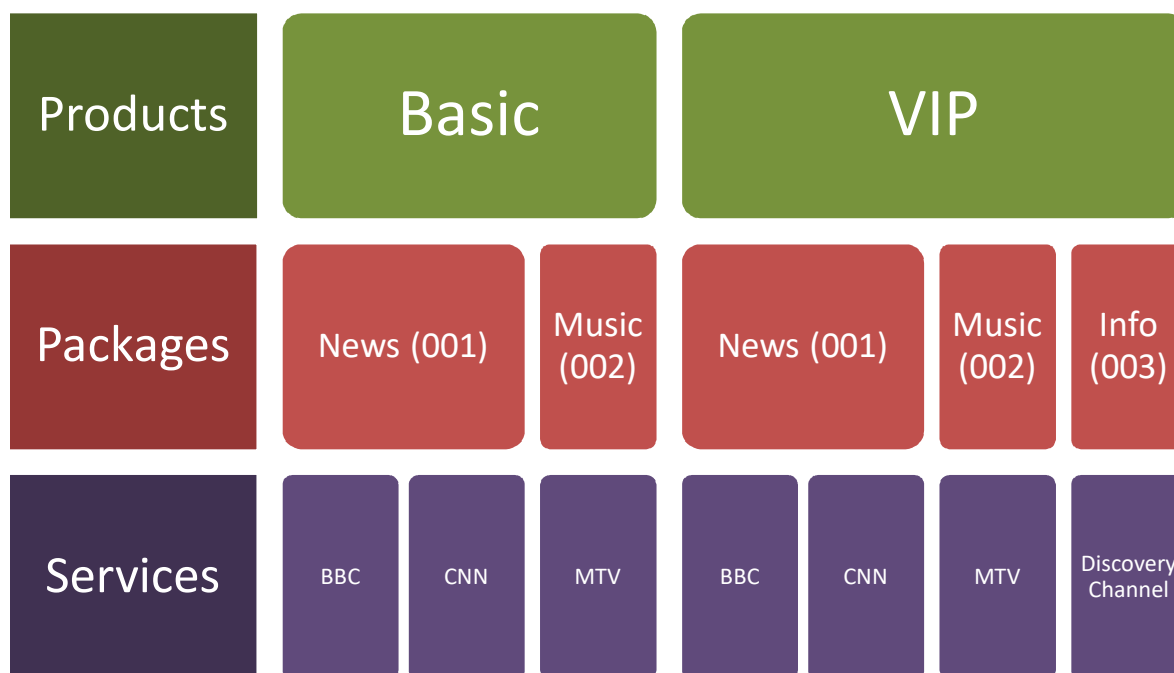 Products
Basic
VIP
Packages
News (001)
Music
(002)
News (001)
Music
(002)
Info
(003)
Services
BBC
CNN
MTV
BBC
CNN
MTV
Discovery
Channel